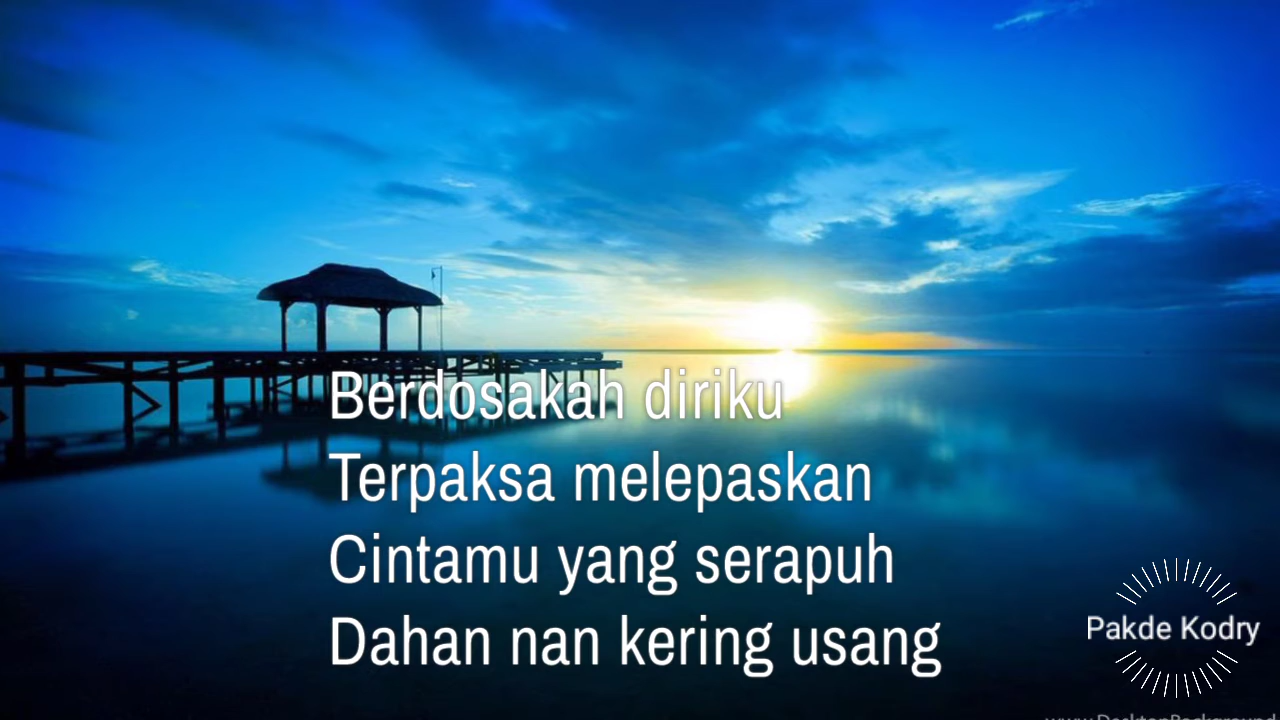 Berdosakah diriku
Terpaksa melepaskan
Cintamu yang serapuh
Dahan nan kering usang
Pakde Kodry